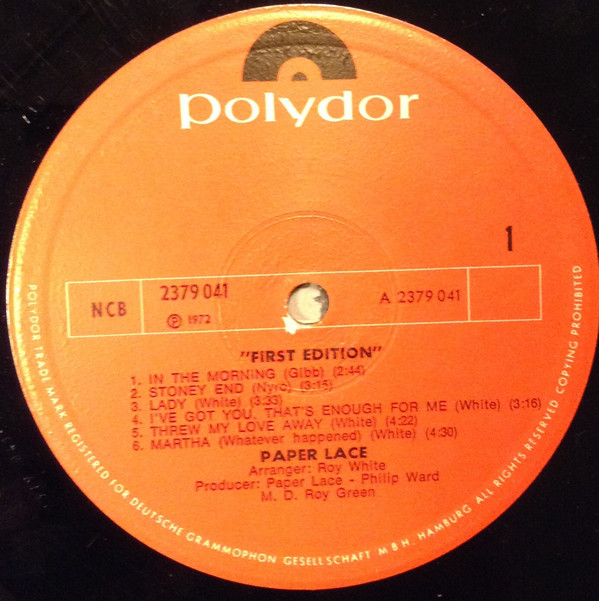 polydor
1
NCB
2379 041
℗ 1972
A 2379 041
"FIRST EDITION"
1. IN THE MORNING (Gibb) (2:44)
2. STONEY END (Nyro) (3:15)
3. LADY (White) (3:33)
4. I'VE GOT YOU, THAT'S ENOUGH FOR ME (White) (3:16)
5. THREW MY LOVE AWAY (White) (4:22)
6. MARTHA (Whatever happened) (White) (4:30)
PAPER LACE
Arranger: Roy White
Producer: Paper Lace - Philip Ward
M. D. Roy Green
POLYDOR TRADE MARK REGISTERED FOR DEUTSCHE GRAMMOPHON GESELLSCHAFT M B H. HAMBURG ALL RIGHTS RESERVED COPYING PROHIBITED